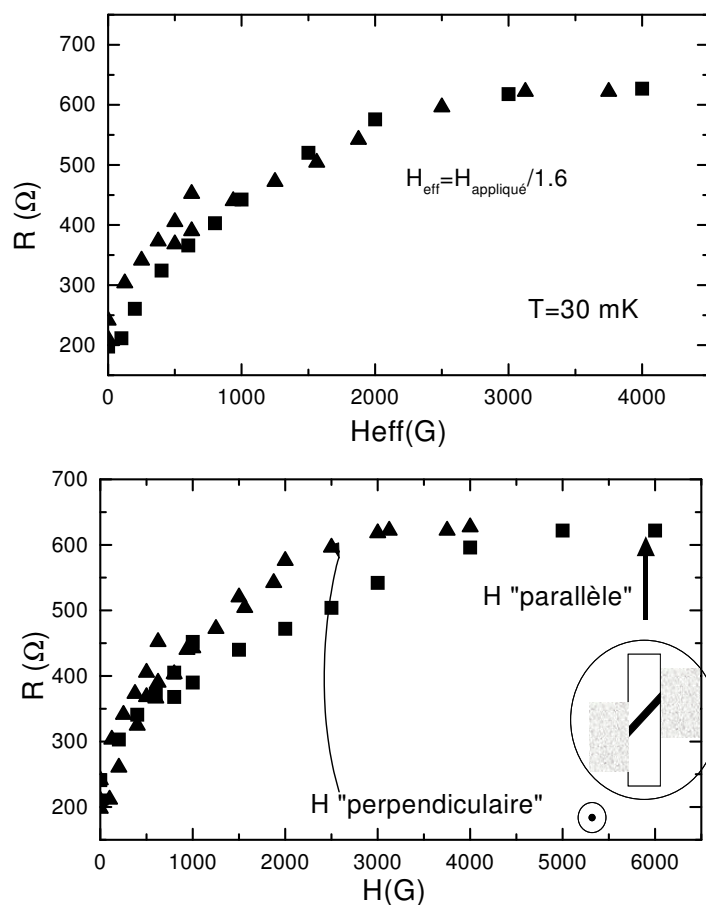 700
600
500
400
300
200
R (Ω)
H_eff=H_appliqué/1.6
T=30 mK
0 1000 2000 3000 4000
Heff(G)
700
600
500
400
300
200
R (Ω)
H "parallèle"
H "perpendiculaire"
0 1000 2000 3000 4000 5000 6000
H(G)